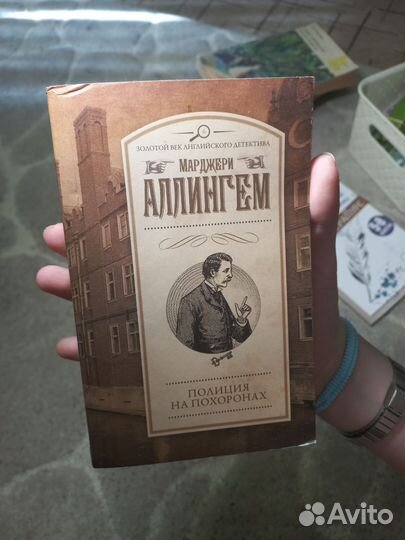 ЗОЛОТОЙ ВЕК АНГЛИЙСКОГО ДЕТЕКТИВА
МАРДЖЕРИ
АЛЛИНГЕМ
ПОЛИЦИЯ
НА ПОХОРОНАХ
Avito